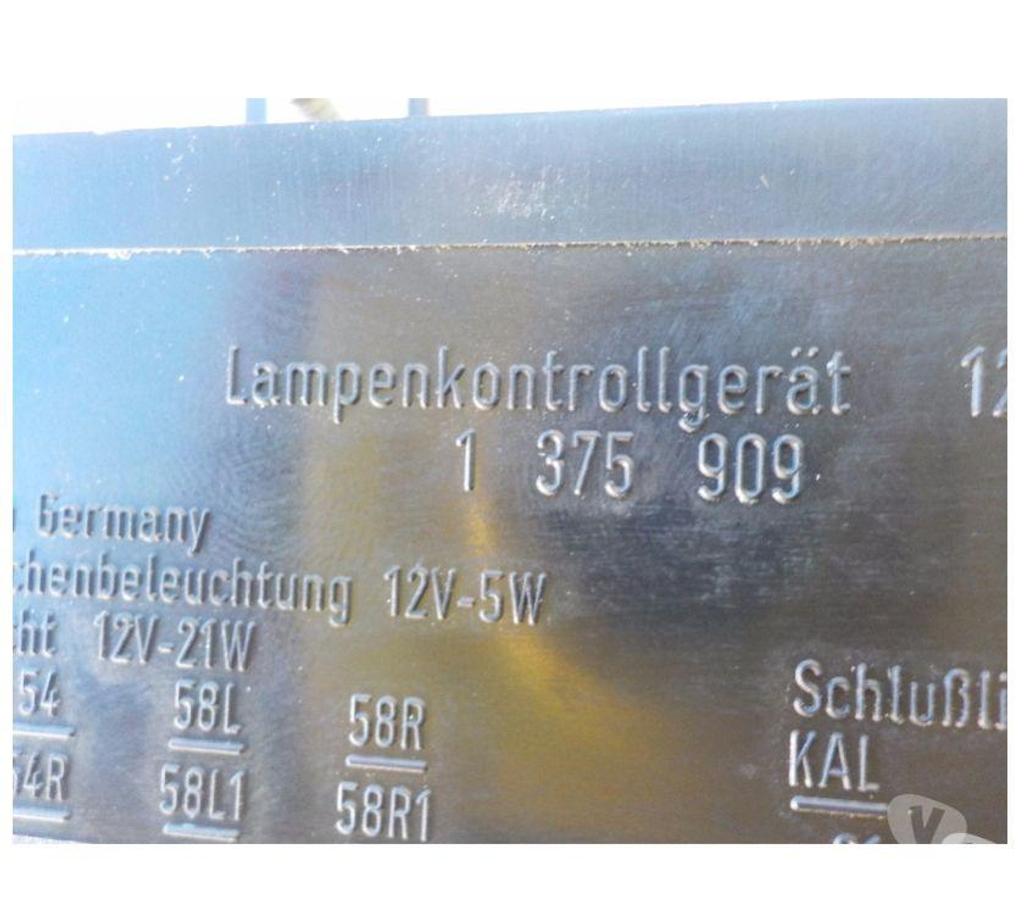 Lampenkontrollgerät 12
1 375 909
Germany
chenbeleuchtung 12V-5W
cht 12V-21W
54 58L 58R
54R 58L1 58R1
Schlußli
KAL